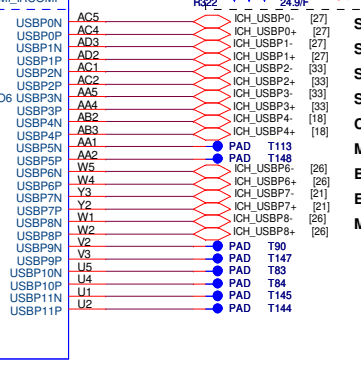 R322 24.9/F
USBP0N AC5 ICH_USBP0- [27] S
USBP0P AC4 ICH_USBP0+ [27]
USBP1N AD3 ICH_USBP1- [27] S
USBP1P AD2 ICH_USBP1+ [27]
USBP2N AC1 ICH_USBP2- [33] S
USBP2P AC2 ICH_USBP2+ [33]
D6 USBP3N AA5 ICH_USBP3- [33] S
USBP3P AA4 ICH_USBP3+ [33]
USBP4N AB2 ICH_USBP4- [18]
USBP4P AB3 ICH_USBP4+ [18]
USBP5N AA1 PAD T113 M
USBP5P AA2 PAD T148
USBP6N W5 ICH_USBP6- [26]
USBP6P W4 ICH_USBP6+ [26]
USBP7N Y3 ICH_USBP7- [21]
USBP7P Y2 ICH_USBP7+ [21]
USBP8N W1 ICH_USBP8- [26] M
USBP8P W2 ICH_USBP8+ [26]
USBP9N V2 PAD T90
USBP9P V3 PAD T147
USBP10N U5 PAD T83
USBP10P U4 PAD T84
USBP11N U1 PAD T145
USBP11P U2 PAD T144